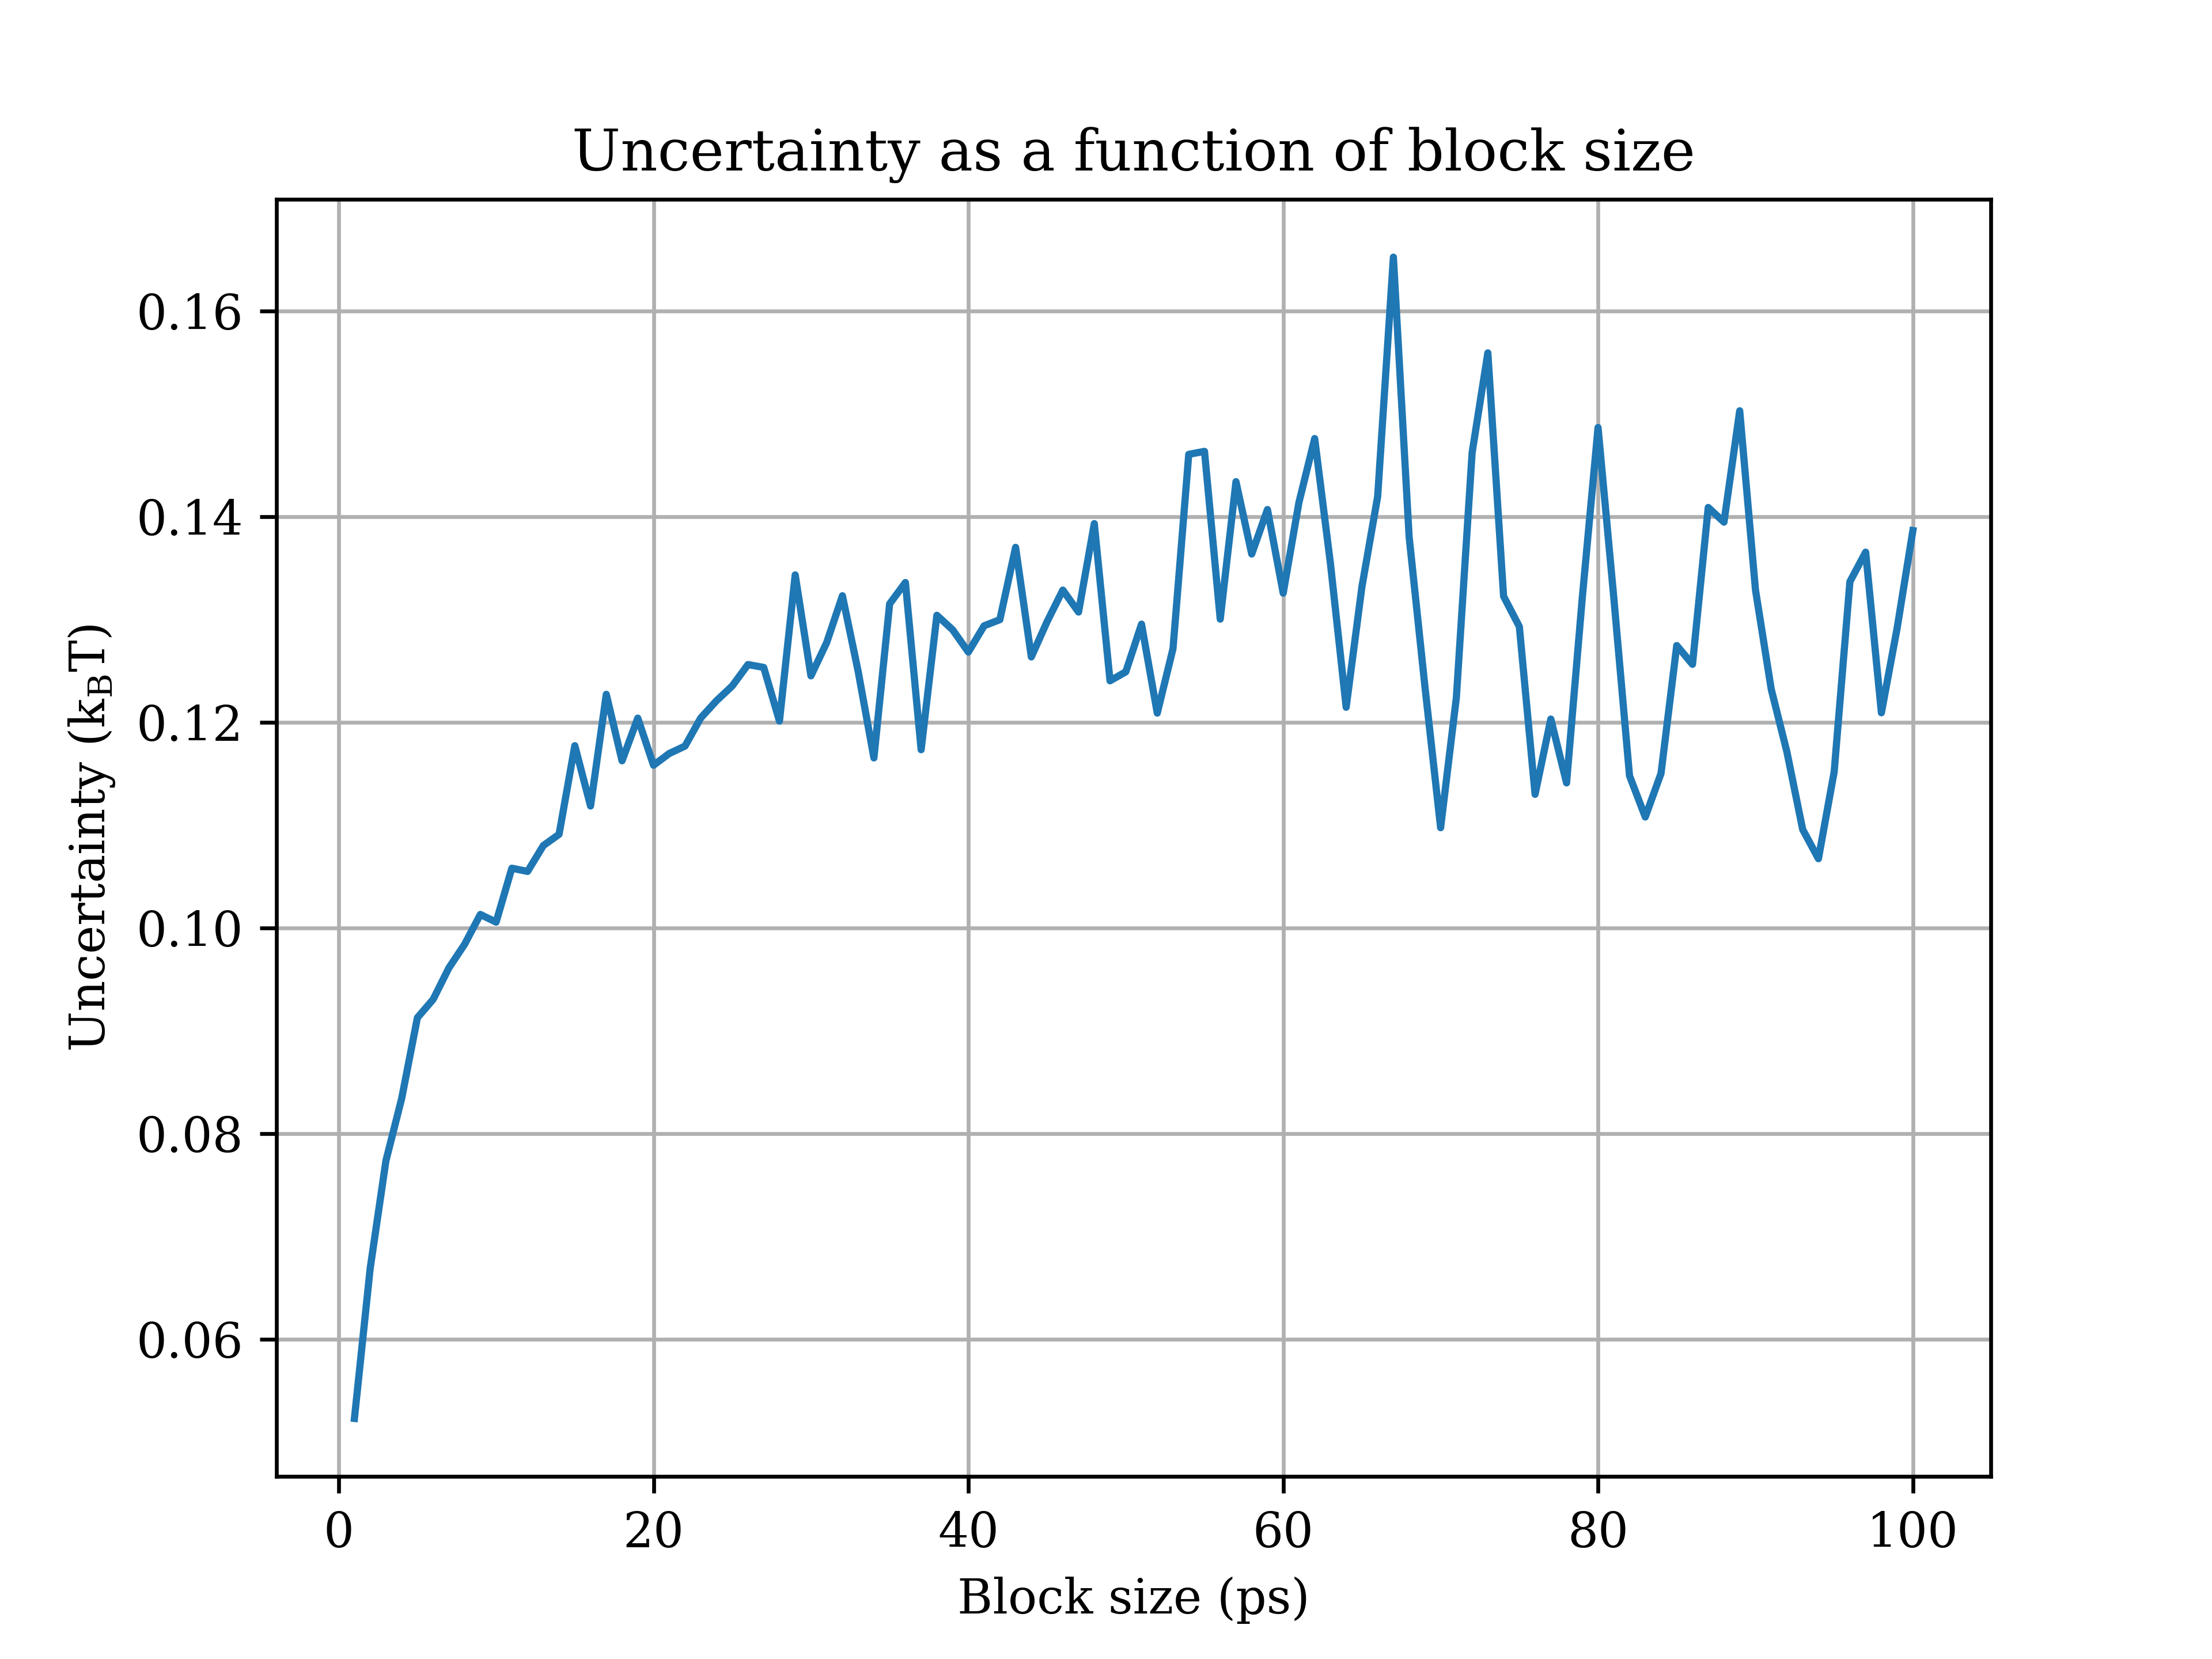 Uncertainty as a function of block size
Uncertainty (k_BT)
0.16
0.14
0.12
0.10
0.08
0.06
0 20 40 60 80 100
Block size (ps)